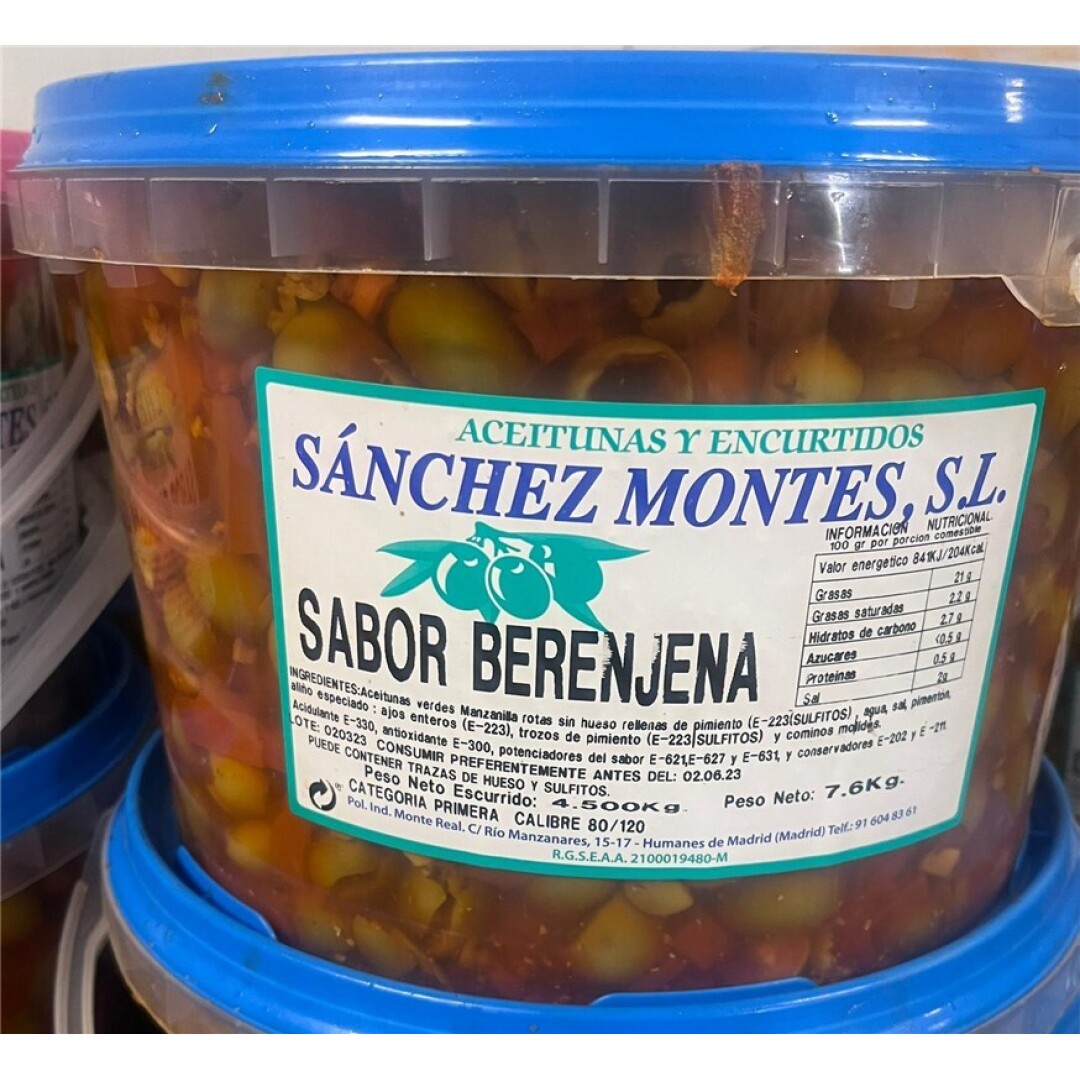 ACEITUNAS Y ENCURTIDOS
SÁNCHEZ MONTES, S.L.
INFORMACIÓN NUTRICIONAL
100 gr por porcion comestible
Valor energetico 841KJ/204Kcal
Grasas 21 g
Grasas saturadas 2.2 g
Hidratos de carbono 2.7 g
Azucares <0.5 g
Proteinas 0.5 g
Sal 2g
SABOR BERENJENA
INGREDIENTES:Aceitunas verdes Manzanilla rotas sin hueso rellenas de pimiento (E-223(SULFITOS) , agua, sal, pimentón,
aliño especiado : ajos enteros (E-223), trozos de pimiento (E-223(SULFITOS) y cominos molidos.
Acidulante E-330, antioxidante E-300, potenciadores del sabor E-621,E-627 y E-631, y conservadores E-202 y E -211.
LOTE: 020323 CONSUMIR PREFERENTEMENTE ANTES DEL: 02.06.23
PUEDE CONTENER TRAZAS DE HUESO Y SULFITOS.
Peso Neto Escurrido: 4.500Kg. Peso Neto: 7.6Kg.
CATEGORIA PRIMERA CALIBRE 80/120
Pol. Ind. Monte Real. C/ Río Manzanares, 15-17 - Humanes de Madrid (Madrid) Telf.: 91 604 83 61
R.G.S.E.A.A. 2100019480-M